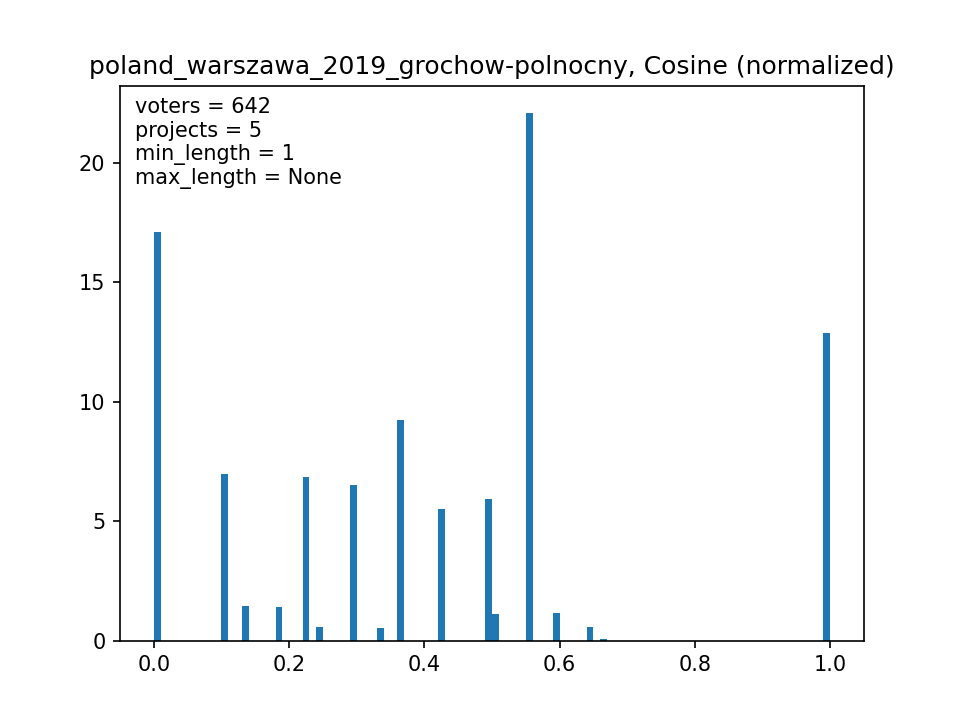 poland_warszawa_2019_grochow-polnocny, Cosine (normalized)
voters = 642
projects = 5
min_length = 1
max_length = None
20
15
10
5
0
0.0 0.2 0.4 0.6 0.8 1.0